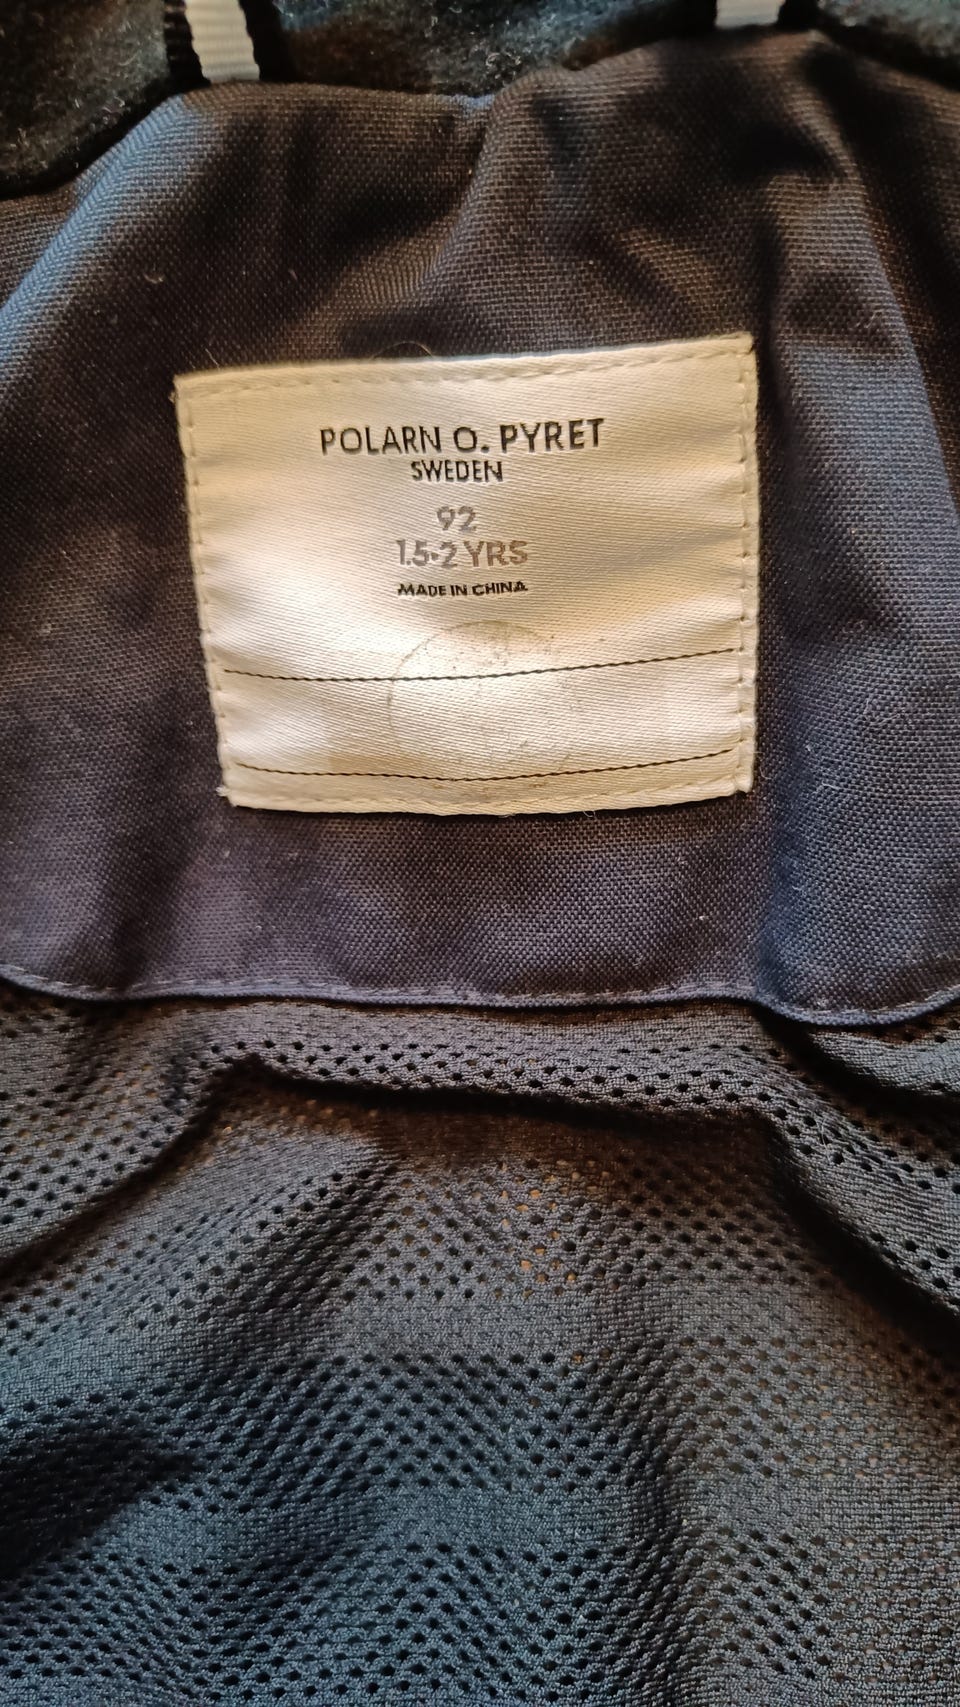 POLARN O. PYRET
SWEDEN
92
1.5-2 YRS
MADE IN CHINA